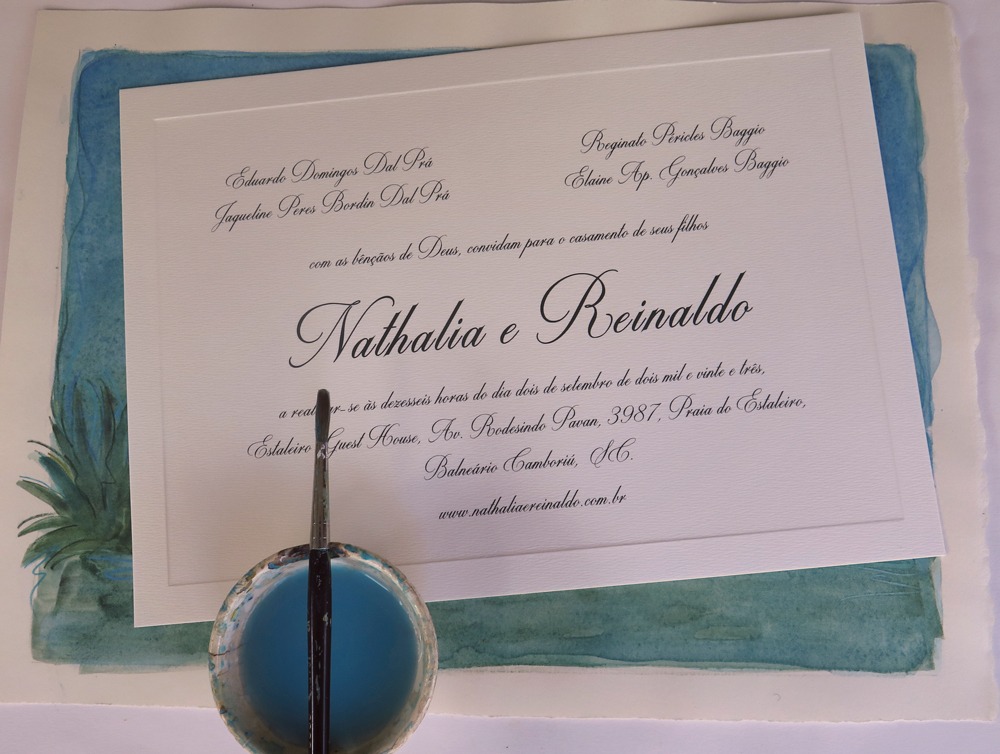 Eduardo Domingos Dal Prá
Jaqueline Peres Bordin Dal Prá
Reginato Péricles Baggio
Elaine Ap. Gonçalves Baggio
com as bênçãos de Deus, convidam para o casamento de seus filhos
Nathalia e Reinaldo
a às dezesseis horas do dia dois de setembro de dois mil e vinte e três,
Estaleiro Guest House, Av. Rodesindo Pavan, 3987, Praia do Estaleiro,
Balneário Camboriú, SC.
www.nathaliaereinaldo.com.br